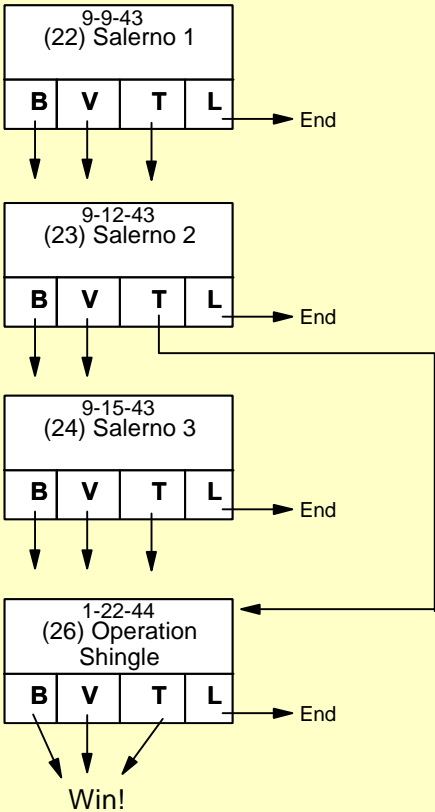 9-9-43
(22) Salerno 1
B V T L
End
9-12-43
(23) Salerno 2
B V T L
End
9-15-43
(24) Salerno 3
B V T L
End
1-22-44
(26) Operation
Shingle
B V T L
End
Win!